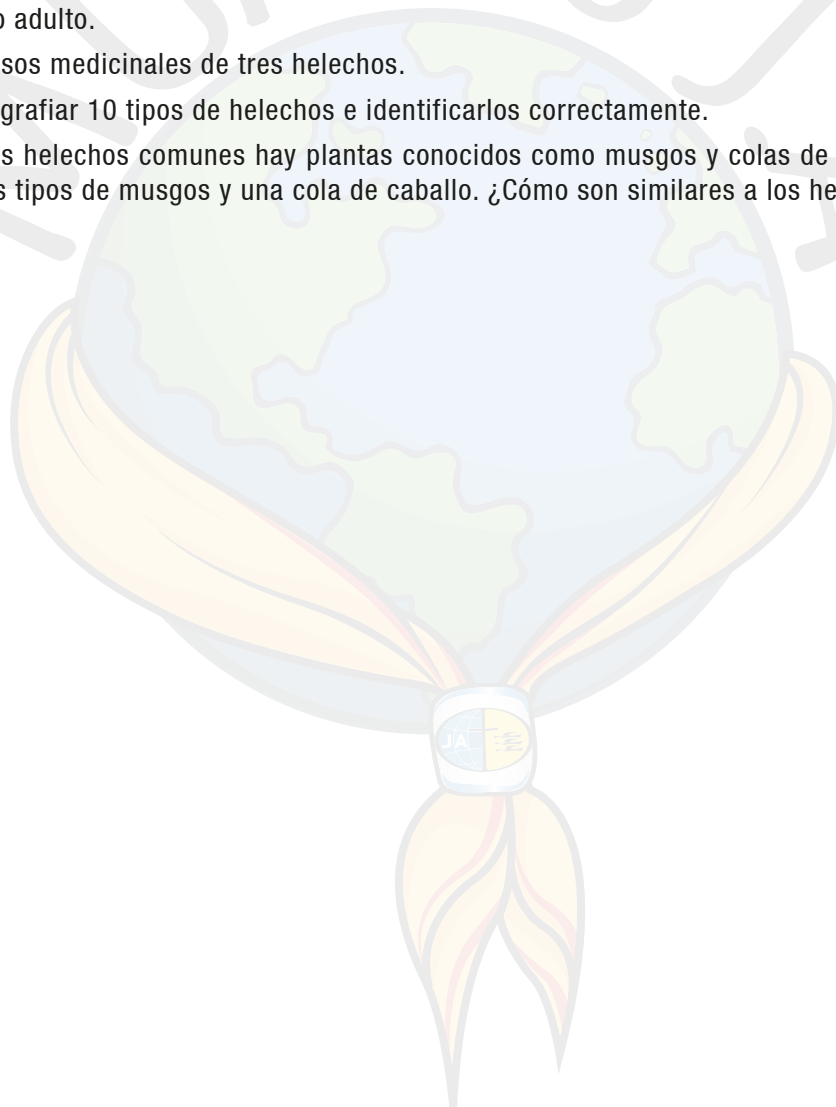 o adulto.
sos medicinales de tres helechos.
grafiar 10 tipos de helechos e identificarlos correctamente.
s helechos comunes hay plantas conocidos como musgos y colas de
s tipos de musgos y una cola de caballo. ¿Cómo son similares a los he
JA